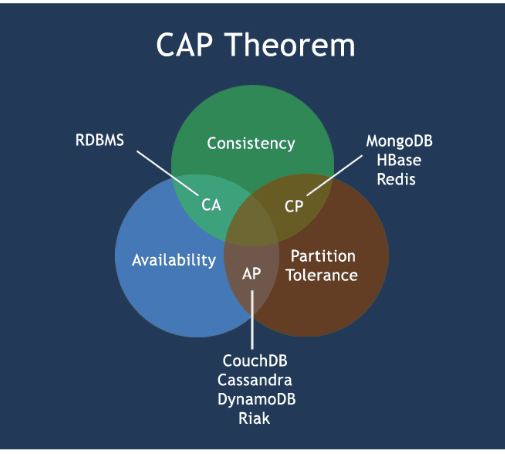 CAP Theorem
RDBMS
Consistency
MongoDB
HBase
Redis
CA
CP
Availability
Partition
Tolerance
AP
CouchDB
Cassandra
DynamoDB
Riak